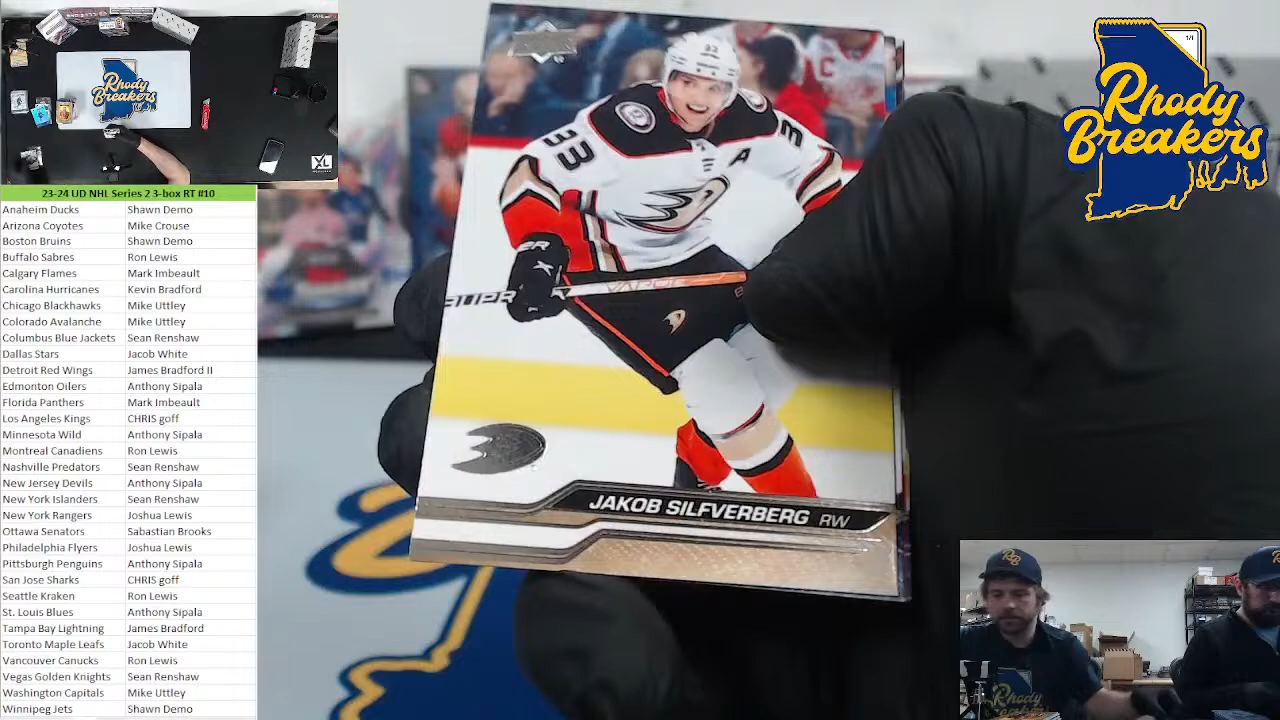 23-24 UD NHL Series 2 3-box RT #10
Anaheim Ducks Shawn Demo
Arizona Coyotes Mike Crouse
Boston Bruins Shawn Demo
Buffalo Sabres Ron Lewis
Calgary Flames Mark Imbeault
Carolina Hurricanes Kevin Bradford
Chicago Blackhawks Mike Uttley
Colorado Avalanche Mike Uttley
Columbus Blue Jackets Sean Renshaw
Dallas Stars Jacob White
Detroit Red Wings James Bradford II
Edmonton Oilers Anthony Sipala
Florida Panthers Mark Imbeault
Los Angeles Kings CHRIS goff
Minnesota Wild Anthony Sipala
Montreal Canadiens Ron Lewis
Nashville Predators Sean Renshaw
New Jersey Devils Anthony Sipala
New York Islanders Sean Renshaw
New York Rangers Joshua Lewis
Ottawa Senators Sabastian Brooks
Philadelphia Flyers Joshua Lewis
Pittsburgh Penguins Anthony Sipala
San Jose Sharks CHRIS goff
Seattle Kraken Ron Lewis
St. Louis Blues Anthony Sipala
Tampa Bay Lightning James Bradford
Toronto Maple Leafs Jacob White
Vancouver Canucks Ron Lewis
Vegas Golden Knights Sean Renshaw
Washington Capitals Mike Uttley
Winnipeg Jets Shawn Demo
Rhody
Breakers
XL
33
33
A
C
JAKOB SILFVERBERG RW
1/1
Rhody
Breakers
RB
Rhody
Breakers